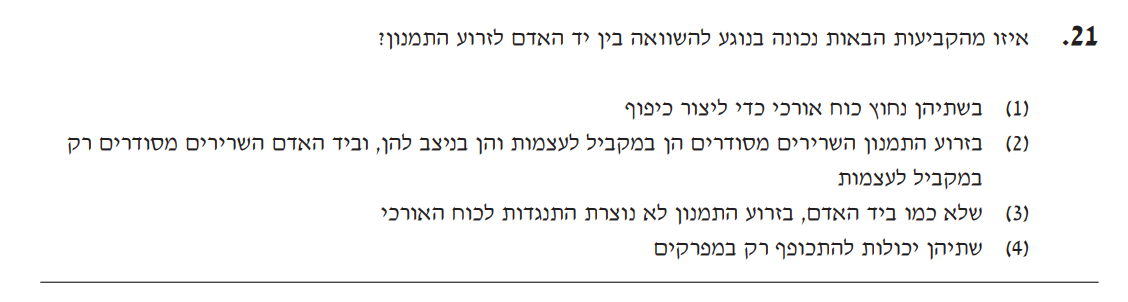 21. איזו מהקביעות הבאות נכונה בנוגע להשוואה בין יד האדם לזרוע התמנון?
(1) בשתיהן נחוץ כוח אורכי כדי ליצור כיפוף
(2) בזרוע התמנון השרירים מסודרים הן במקביל לעצמות והן בניצב להן, וביד האדם השרירים מסודרים רק
במקביל לעצמות
(3) שלא כמו ביד האדם, בזרוע התמנון לא נוצרת התנגדות לכוח האורכי
(4) שתיהן יכולות להתכופף רק במפרקים